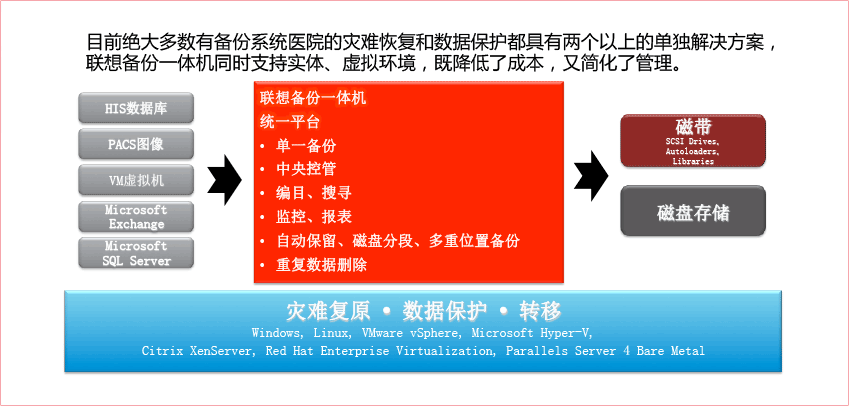 目前绝大多数有备份系统医院的灾难恢复和数据保护都具有两个以上的单独解决方案，
联想备份一体机同时支持实体、虚拟环境，既降低了成本，又简化了管理。
HIS数据库
PACS图像
VM虚拟机
Microsoft
Exchange
Microsoft
SQL Server
联想备份一体机
统一平台
• 单一备份
• 中央控管
• 编目、搜寻
• 监控、报表
• 自动保留、磁盘分段、多重位置备份
• 重复数据删除
磁带
SCSI Drives,
Autoloaders,
Libraries
磁盘存储
灾难复原 • 数据保护 • 转移
Windows, Linux, VMware vSphere, Microsoft Hyper-V,
Citrix XenServer, Red Hat Enterprise Virtualization, Parallels Server 4 Bare Metal